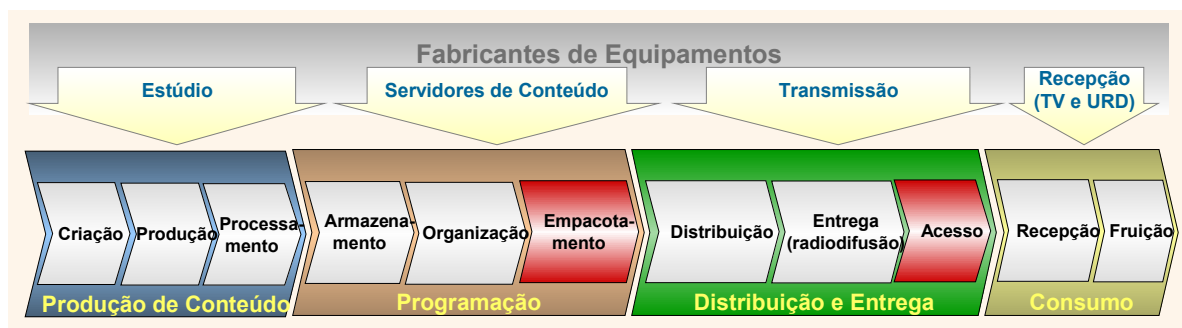 Fabricantes de Equipamentos
Estúdio
Servidores de Conteúdo
Transmissão
Recepção
(TV e URD)
Criação
Produção
Processa-
mento
Armazena-
mento
Organização
Empacota-
mento
Distribuição
Entrega
(radiodifusão)
Acesso
Recepção
Fruição
Produção de Conteúdo
Programação
Distribuição e Entrega
Consumo